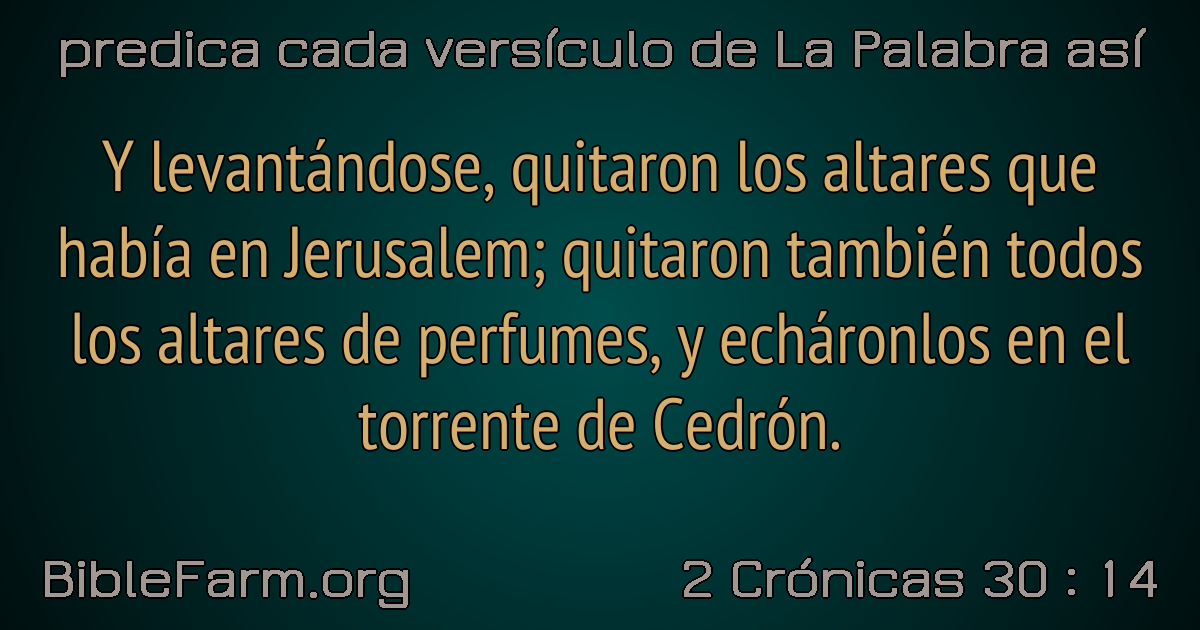 predica cada versículo de La Palabra así
Y levantándose, quitaron los altares que
había en Jerusalem; quitaron también todos
los altares de perfumes, y echáronlos en el
torrente de Cedrón.
BibleFarm.org
2 Crónicas 30 : 14